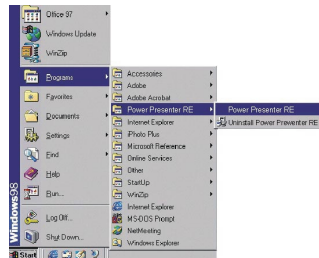 Office 97
Windows Update
WinZip
Programs
Favorites
Documents
Settings
Find
Help
Run...
Log Off...
Shut Down...
Start
Windows98
Accessories
Adobe
Adobe Acrobat
Power Presenter RE
Internet Explorer
iPhoto Plus
Microsoft Reference
Online Services
Other
StartUp
WinZip
Internet Explorer
MS-DOS Prompt
NetMeeting
Windows Explorer
Power Presenter RE
Uninstall Power Prewenter RE